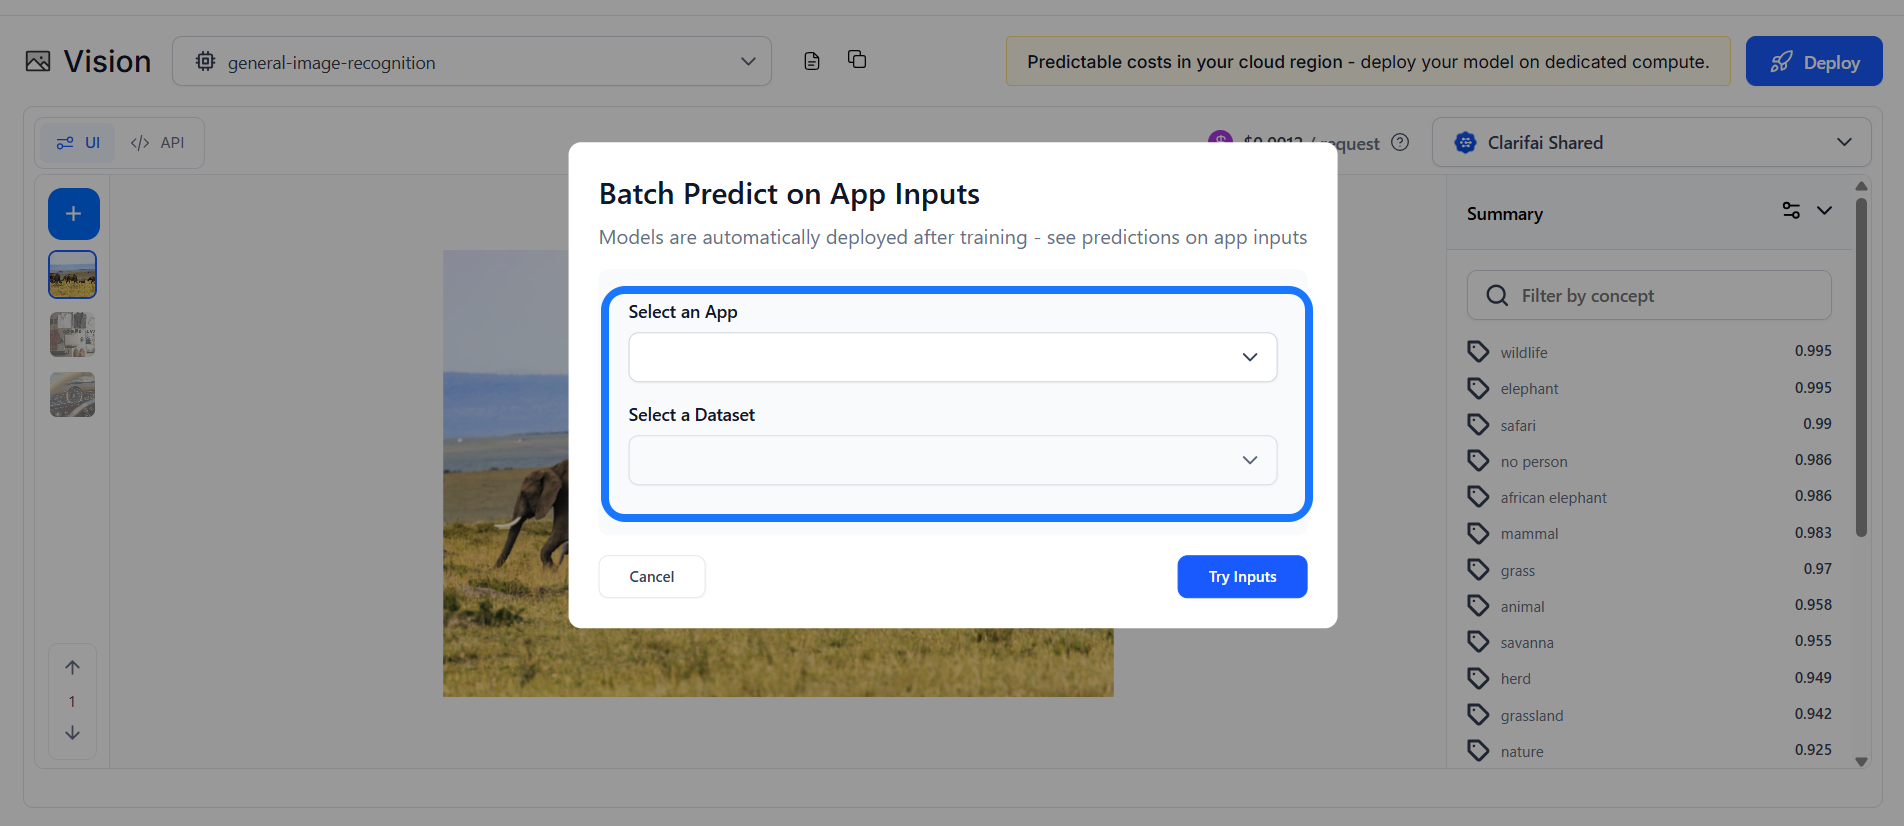 Vision
general-image-recognition
Predictable costs in your cloud region - deploy your model on dedicated compute.
Deploy
UI
API
request
Clarifai Shared
Batch Predict on App Inputs
Models are automatically deployed after training - see predictions on app inputs
Select an App
Select a Dataset
Cancel
Try Inputs
1
Summary
Filter by concept
wildlife 0.995
elephant 0.995
safari 0.99
no person 0.986
african elephant 0.986
mammal 0.983
grass 0.97
animal 0.958
savanna 0.955
herd 0.949
grassland 0.942
nature 0.925